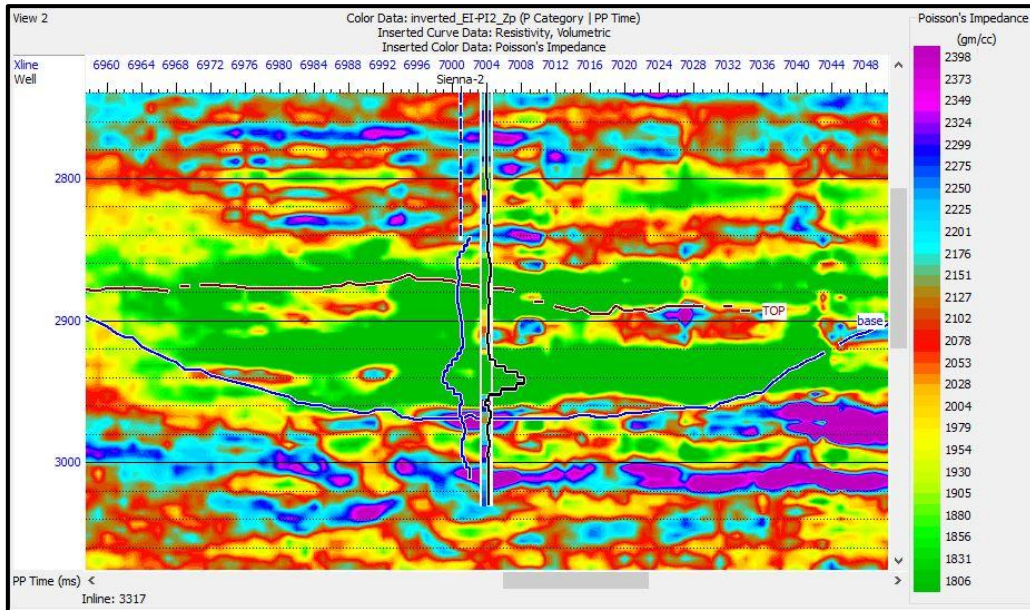 View 2
Color Data: inverted_EI-PI2_Zp (P Category | PP Time)
Inserted Curve Data: Resistivity, Volumetric
Inserted Color Data: Poisson's Impedance
Xline 6960 6964 6968 6972 6976 6980 6984 6988 6992 6996 7000 7004 7008 7012 7016 7020 7024 7028 7032 7036 7040 7044 7048
Well Sienna-2
2800
2900
3000
TOP
base
PP Time (ms)
Inline: 3317
Poisson's Impedance
(gm/cc)
2398
2373
2349
2324
2299
2275
2250
2225
2201
2176
2151
2127
2102
2078
2053
2028
2004
1979
1954
1930
1905
1880
1856
1831
1806